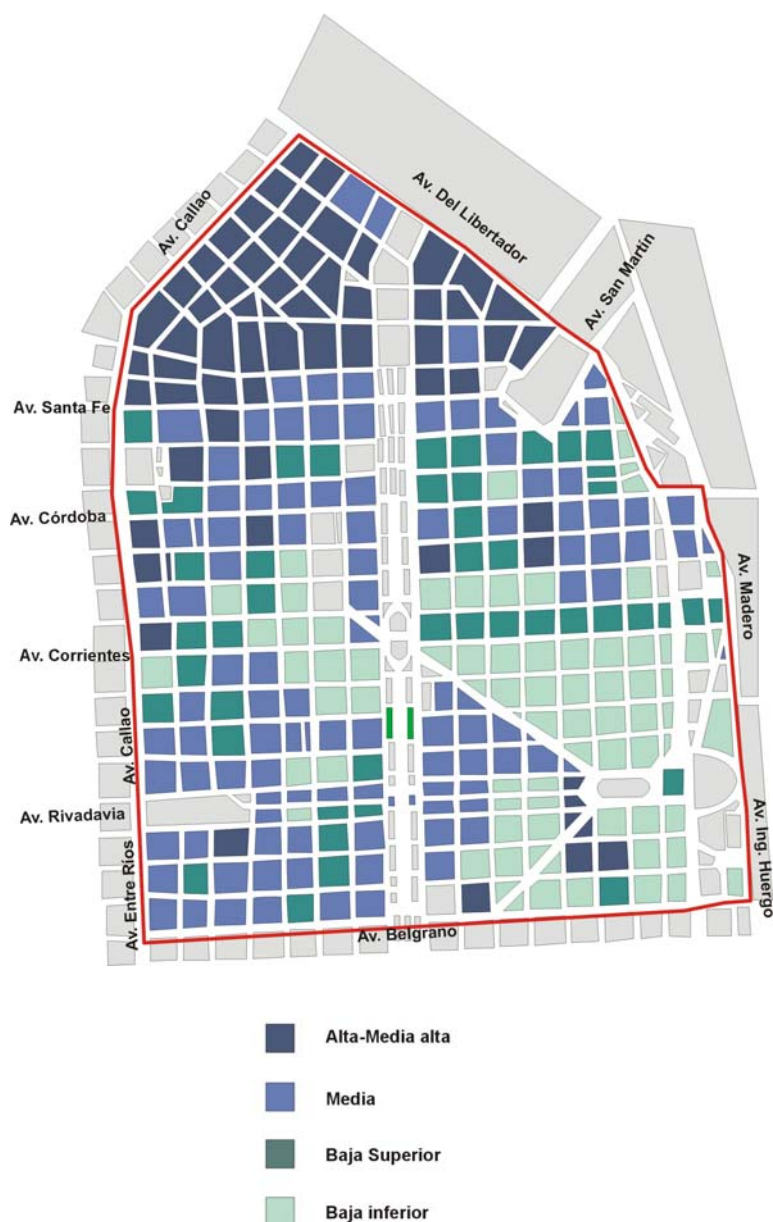 Av. Callao
Av. Del Libertador
Av. San Martín
Av. Santa Fe
Av. Córdoba
Av. Madero
Av. Corrientes
Av. Callao
Av. Rivadavia
Av. Ing. Huergo
Av. Entre Ríos
Av. Belgrano
Alta-Media alta
Media
Baja Superior
Baja inferior